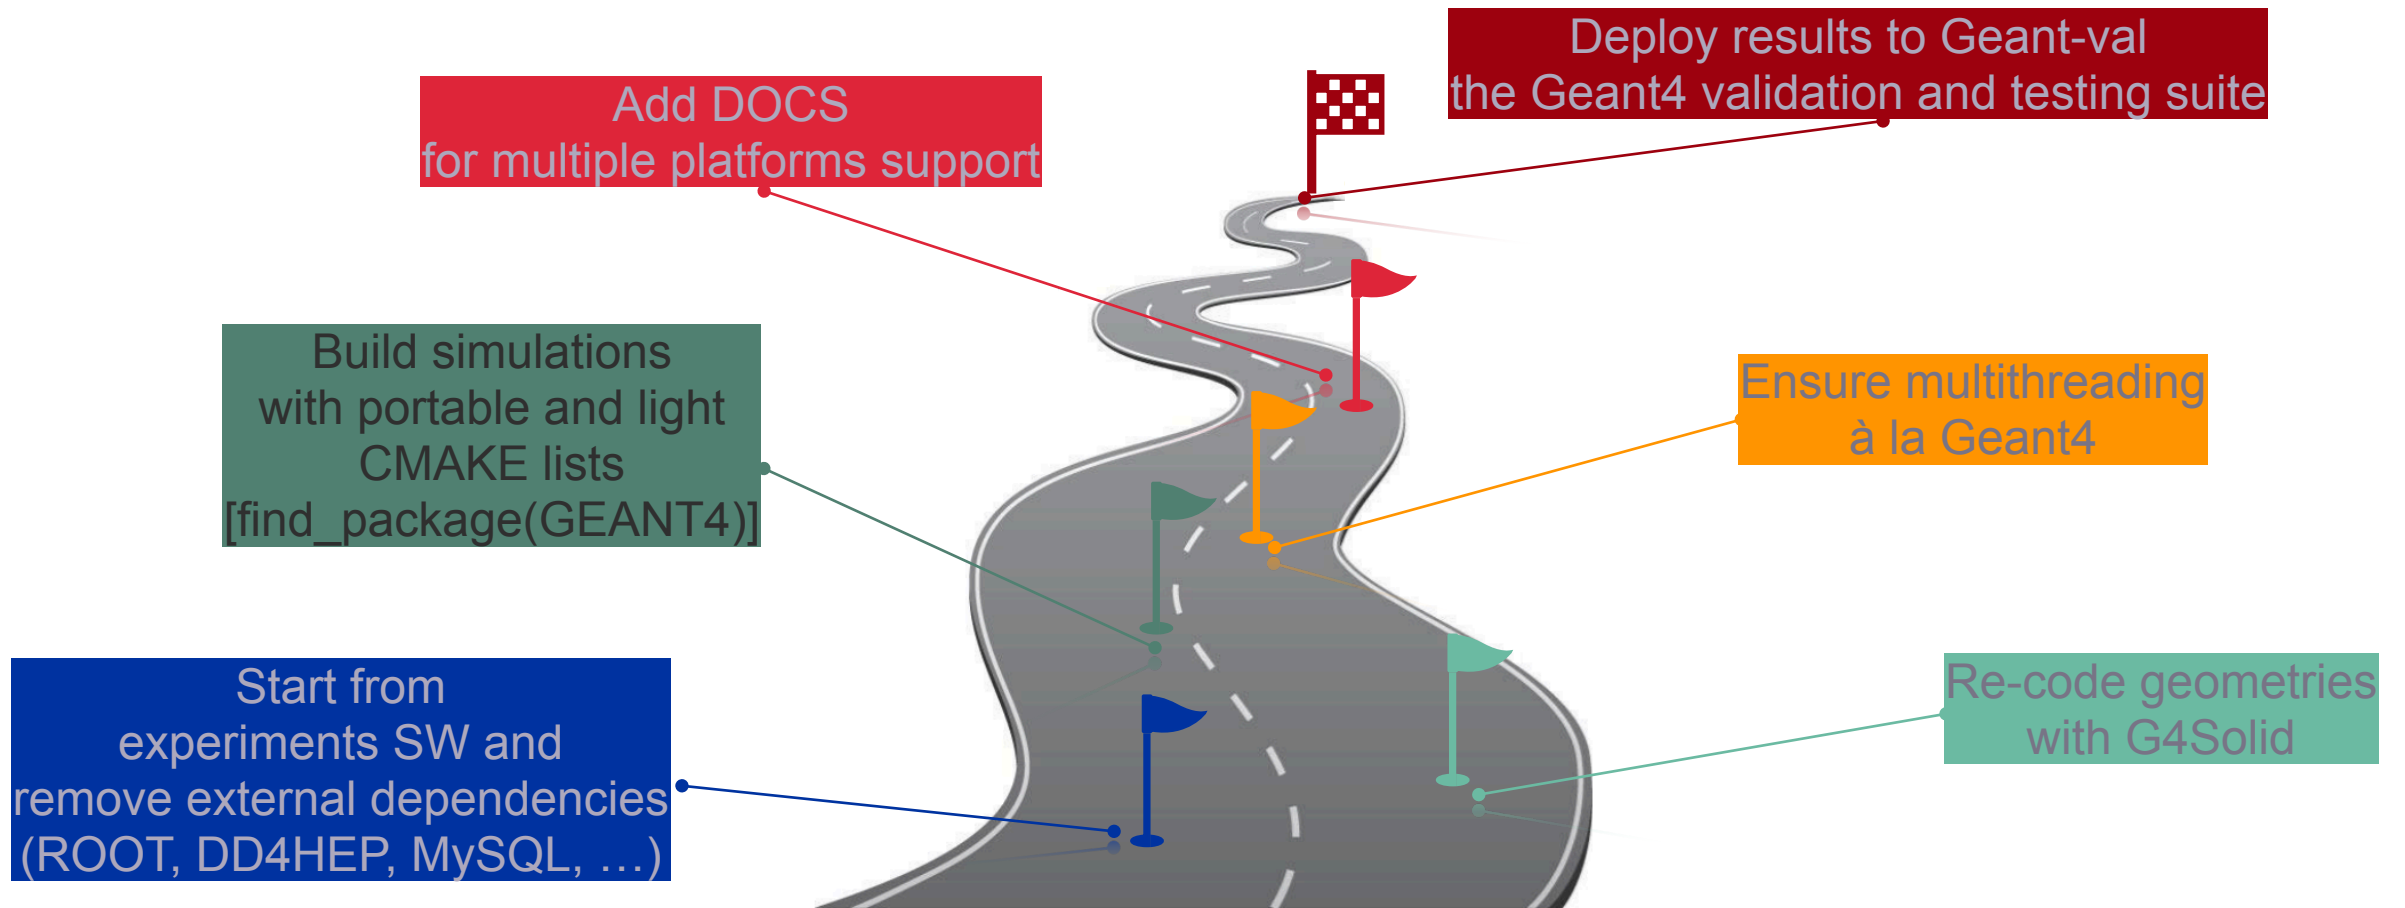 Deploy results to Geant-val
the Geant4 validation and testing suite
Add DOCS
for multiple platforms support
Build simulations
with portable and light
CMAKE lists
[find_package(GEANT4)]
Ensure multithreading
à la Geant4
Start from
experiments SW and
remove external dependencies
(ROOT, DD4HEP, MySQL, …)
Re-code geometries
with G4Solid